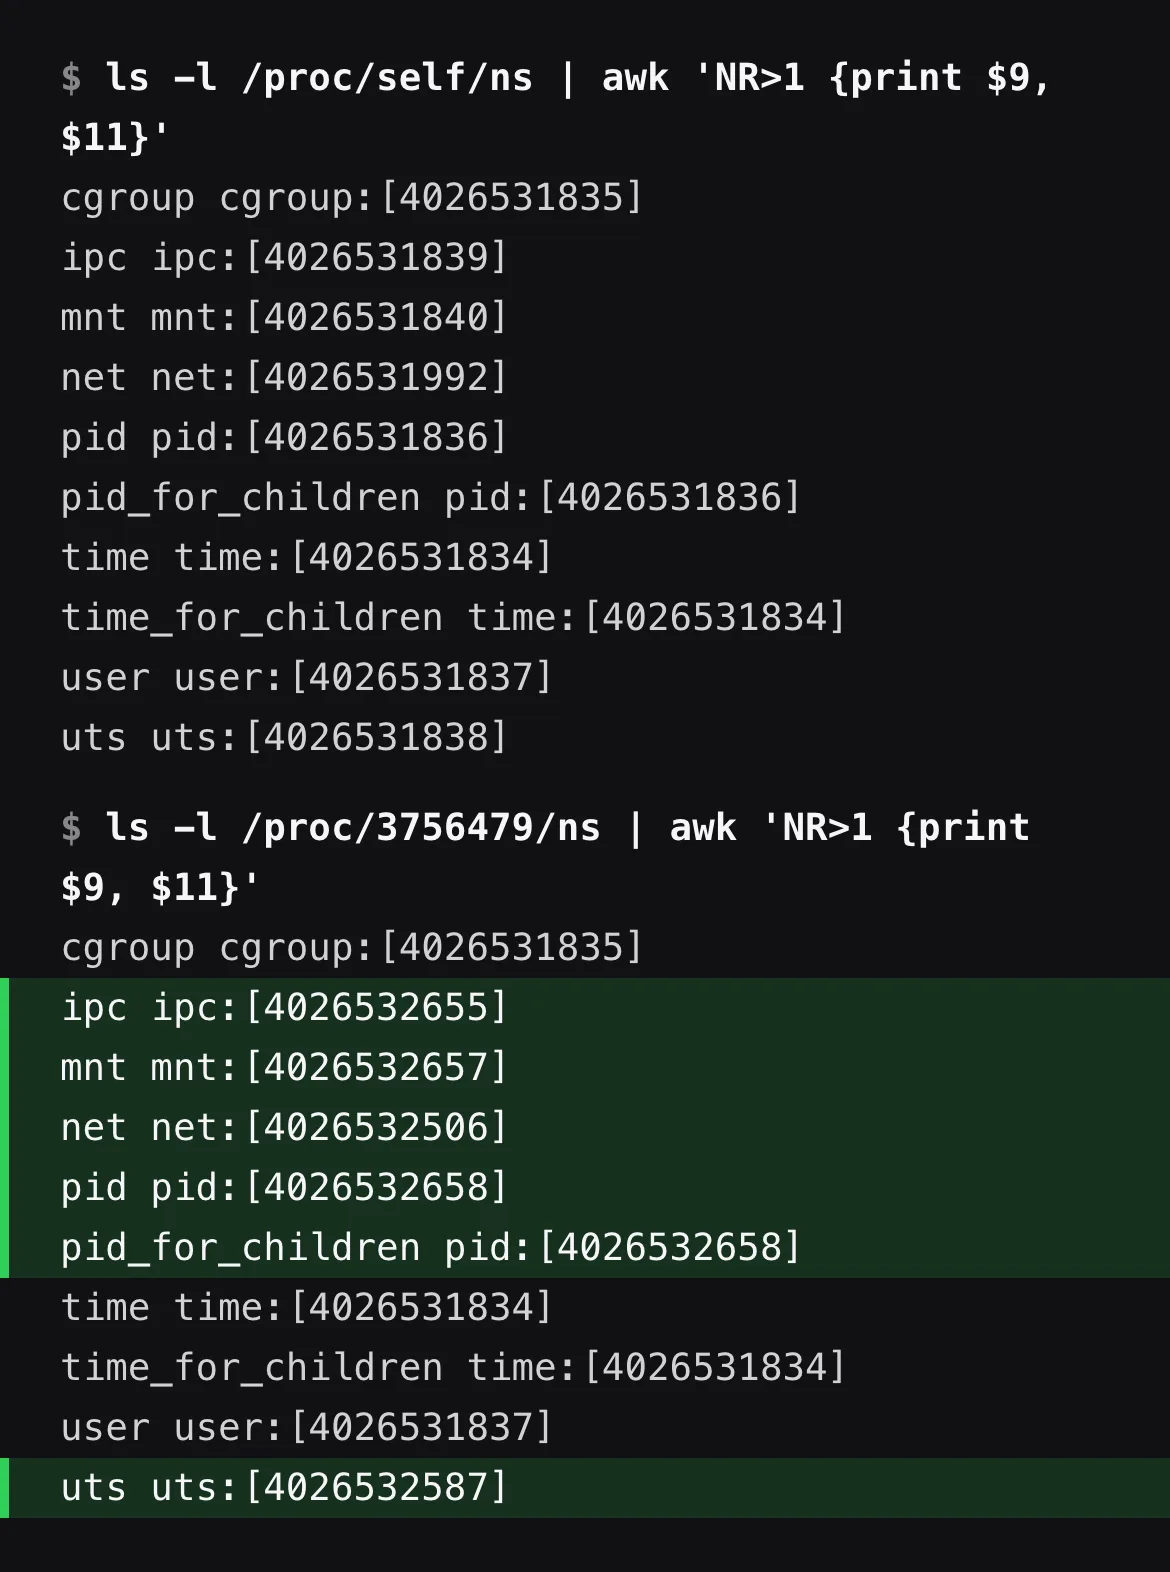 $ ls -l /proc/self/ns | awk 'NR>1 {print $9,
$11}'
cgroup cgroup:[4026531835]
ipc ipc:[4026531839]
mnt mnt:[4026531840]
net net:[4026531992]
pid pid:[4026531836]
pid_for_children pid:[4026531836]
time time:[4026531834]
time_for_children time:[4026531834]
user user:[4026531837]
uts uts:[4026531838]
$ ls -l /proc/3756479/ns | awk 'NR>1 {print
$9, $11}'
cgroup cgroup:[4026531835]
ipc ipc:[4026532655]
mnt mnt:[4026532657]
net net:[4026532506]
pid pid:[4026532658]
pid_for_children pid:[4026532658]
time time:[4026531834]
time_for_children time:[4026531834]
user user:[4026531837]
uts uts:[4026532587]